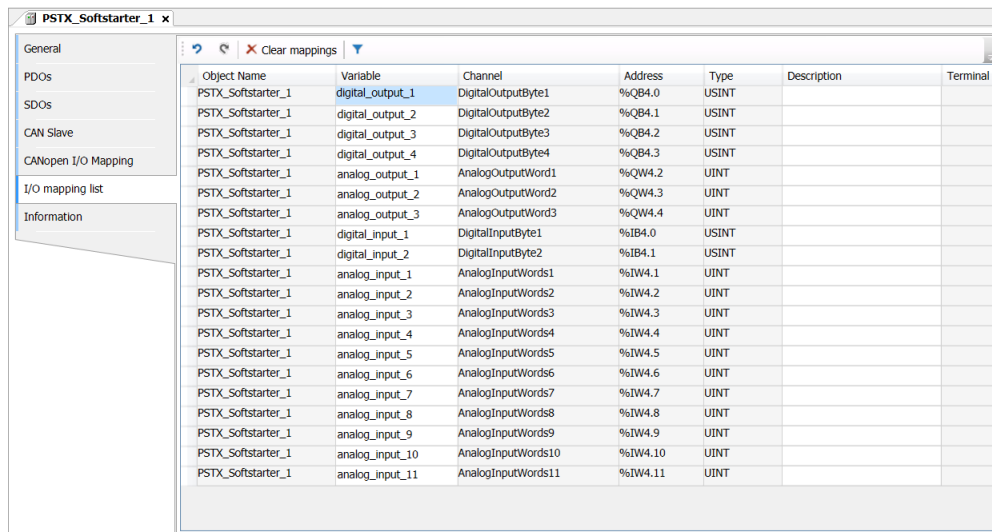 PSTX_Softstarter_1 x
General
PDOs
SDOs
CAN Slave
CANopen I/O Mapping
I/O mapping list
Information
Clear mappings
Object Name Variable Channel Address Type Description Terminal
PSTX_Softstarter_1 digital_output_1 DigitalOutputByte1 %QB4.0 USINT
PSTX_Softstarter_1 digital_output_2 DigitalOutputByte2 %QB4.1 USINT
PSTX_Softstarter_1 digital_output_3 DigitalOutputByte3 %QB4.2 USINT
PSTX_Softstarter_1 digital_output_4 DigitalOutputByte4 %QB4.3 USINT
PSTX_Softstarter_1 analog_output_1 AnalogOutputWord1 %QW4.2 UINT
PSTX_Softstarter_1 analog_output_2 AnalogOutputWord2 %QW4.3 UINT
PSTX_Softstarter_1 analog_output_3 AnalogOutputWord3 %QW4.4 UINT
PSTX_Softstarter_1 digital_input_1 DigitalInputByte1 %IB4.0 USINT
PSTX_Softstarter_1 digital_input_2 DigitalInputByte2 %IB4.1 USINT
PSTX_Softstarter_1 analog_input_1 AnalogInputWords1 %IW4.1 UINT
PSTX_Softstarter_1 analog_input_2 AnalogInputWords2 %IW4.2 UINT
PSTX_Softstarter_1 analog_input_3 AnalogInputWords3 %IW4.3 UINT
PSTX_Softstarter_1 analog_input_4 AnalogInputWords4 %IW4.4 UINT
PSTX_Softstarter_1 analog_input_5 AnalogInputWords5 %IW4.5 UINT
PSTX_Softstarter_1 analog_input_6 AnalogInputWords6 %IW4.6 UINT
PSTX_Softstarter_1 analog_input_7 AnalogInputWords7 %IW4.7 UINT
PSTX_Softstarter_1 analog_input_8 AnalogInputWords8 %IW4.8 UINT
PSTX_Softstarter_1 analog_input_9 AnalogInputWords9 %IW4.9 UINT
PSTX_Softstarter_1 analog_input_10 AnalogInputWords10 %IW4.10 UINT
PSTX_Softstarter_1 analog_input_11 AnalogInputWords11 %IW4.11 UINT